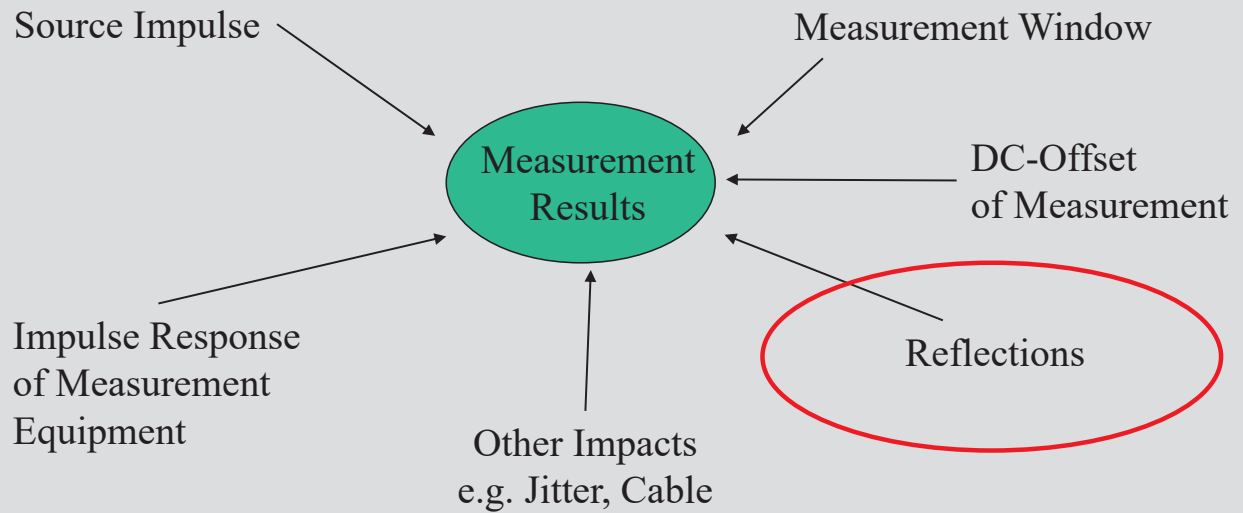 Source Impulse
Measurement Window
Measurement
Results
DC-Offset
of Measurement
Impulse Response
of Measurement
Equipment
Reflections
Other Impacts
e.g. Jitter, Cable